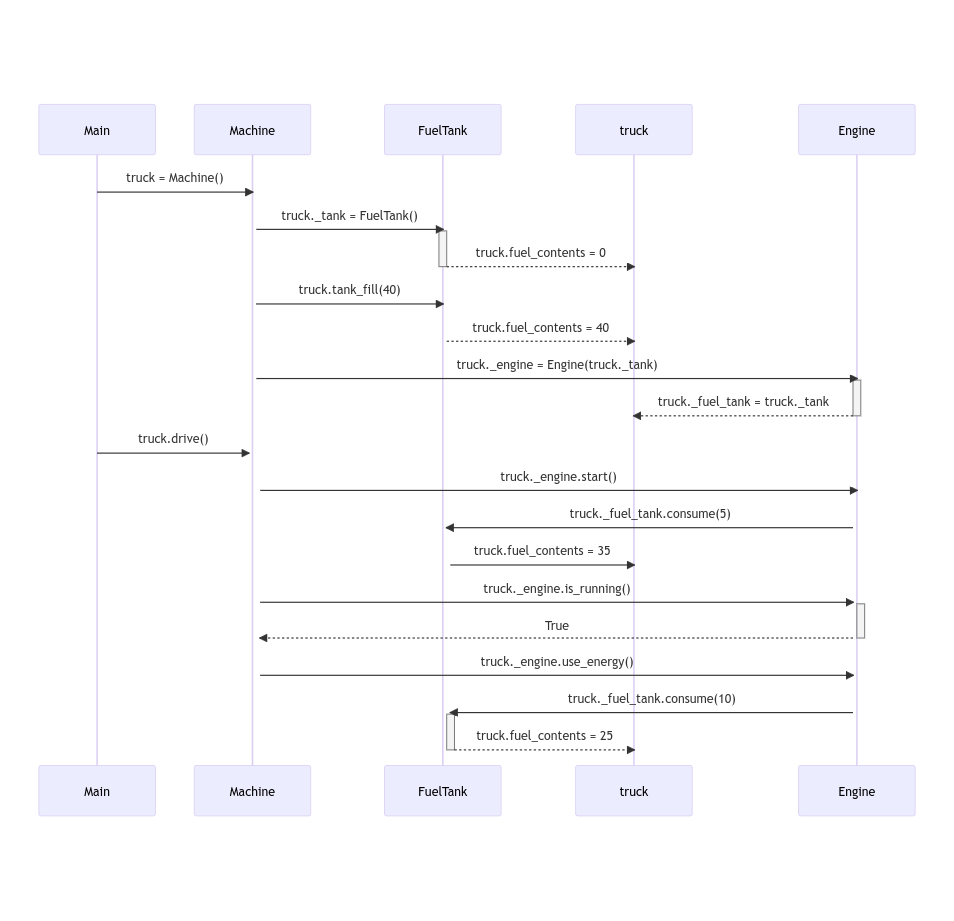 Main
Machine
FuelTank
truck
Engine
truck = Machine()
truck._tank = FuelTank()
truck.fuel_contents = 0
truck.tank_fill(40)
truck.fuel_contents = 40
truck._engine = Engine(truck._tank)
truck._fuel_tank = truck._tank
truck.drive()
truck._engine.start()
truck._fuel_tank.consume(5)
truck.fuel_contents = 35
truck._engine.is_running()
True
truck._engine.use_energy()
truck._fuel_tank.consume(10)
truck.fuel_contents = 25
Main
Machine
FuelTank
truck
Engine